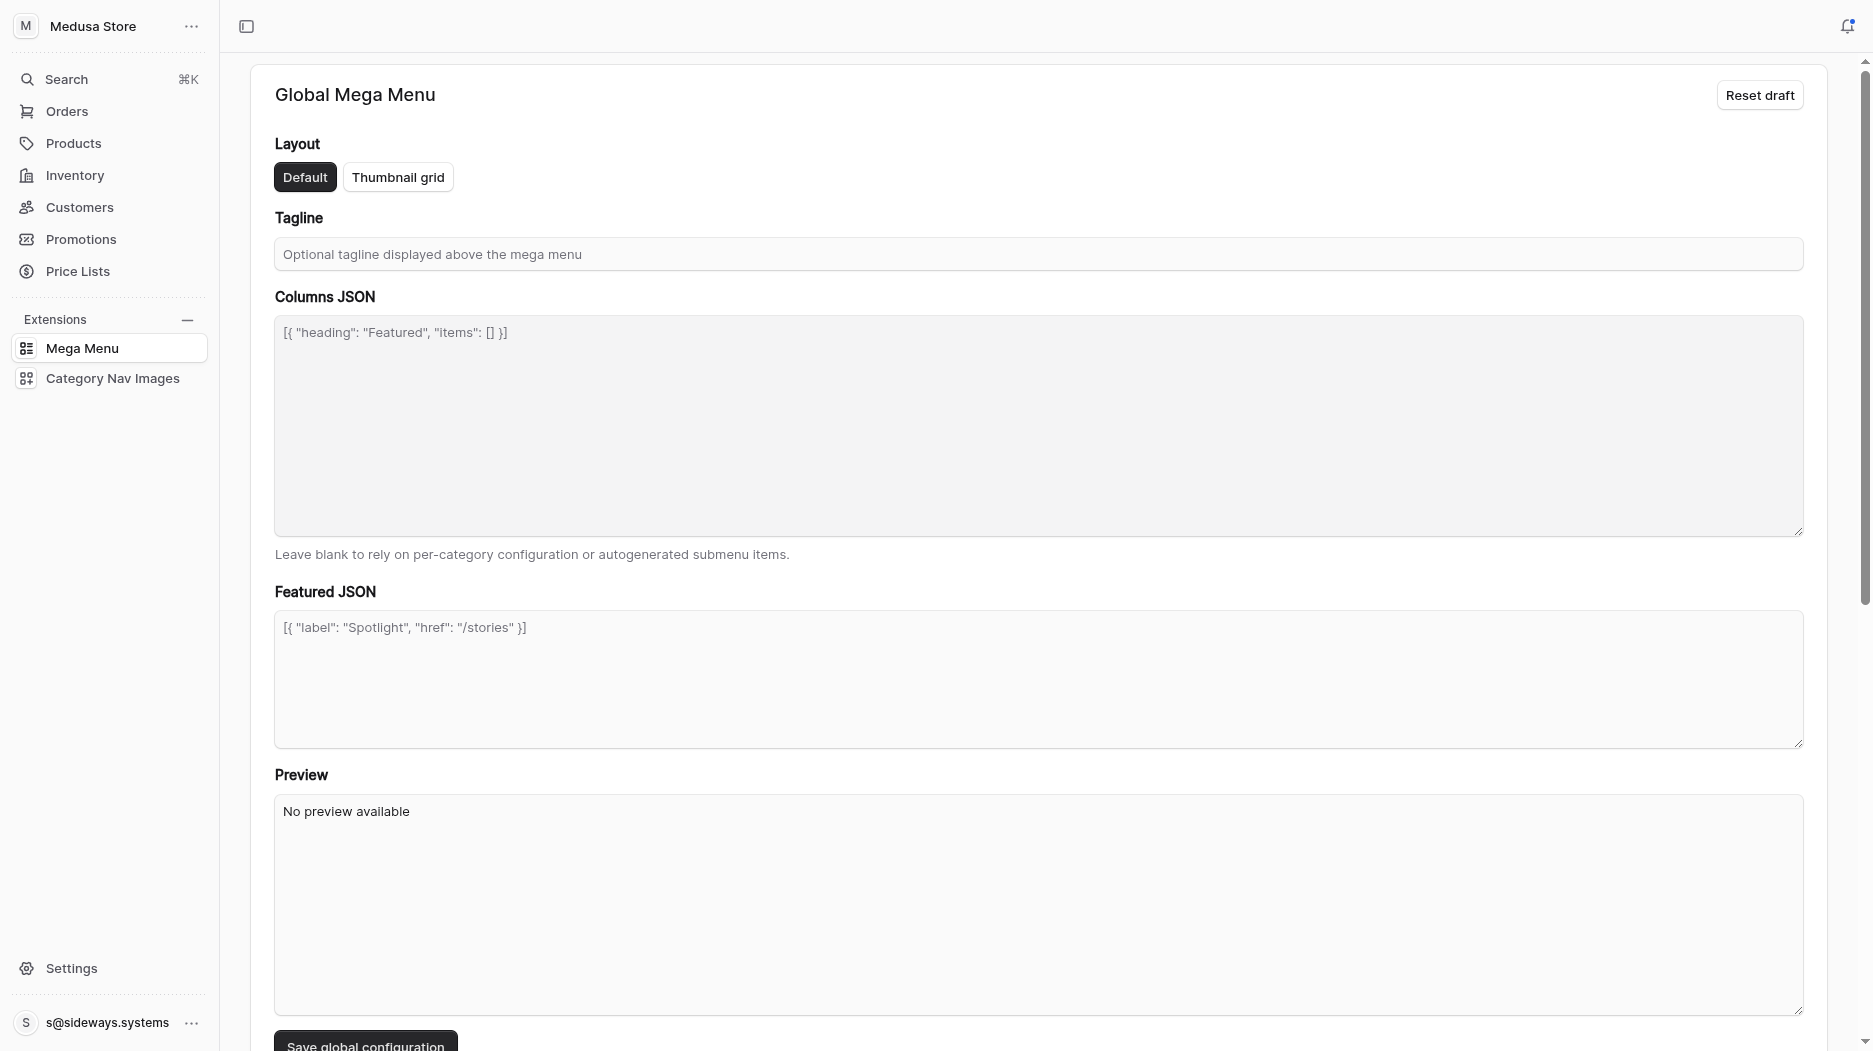 M
Medusa Store
Search
⌘K
Orders
Products
Inventory
Customers
Promotions
Price Lists
Extensions
Mega Menu
Category Nav Images
Settings
S
s@sideways.systems
Global Mega Menu
Reset draft
Layout
Default
Thumbnail grid
Tagline
Optional tagline displayed above the mega menu
Columns JSON
[{ "heading": "Featured", "items": [] }]
Leave blank to rely on per-category configuration or autogenerated submenu items.
Featured JSON
[{ "label": "Spotlight", "href": "/stories" }]
Preview
No preview available
Save global configuration